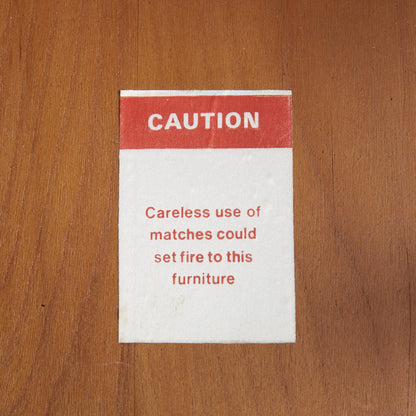 CAUTION
Careless use of
matches could
set fire to this
furniture